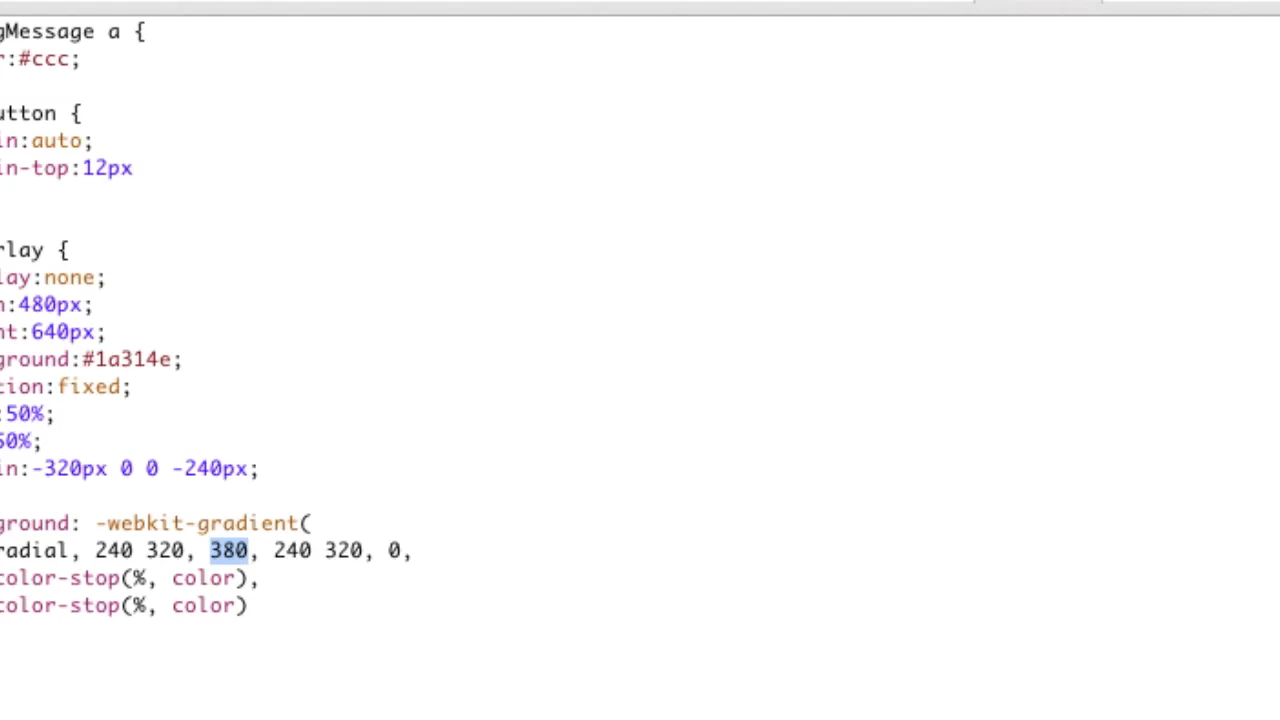 gMessage a {
r:#ccc;
utton {
in:auto;
in-top:12px
rlay {
lay:none;
h:480px;
ht:640px;
ground:#1a314e;
tion:fixed;
:50%;
50%;
in:-320px 0 0 -240px;
ground: -webkit-gradient(
radial, 240 320, 380, 240 320, 0,
color-stop(%, color),
color-stop(%, color)